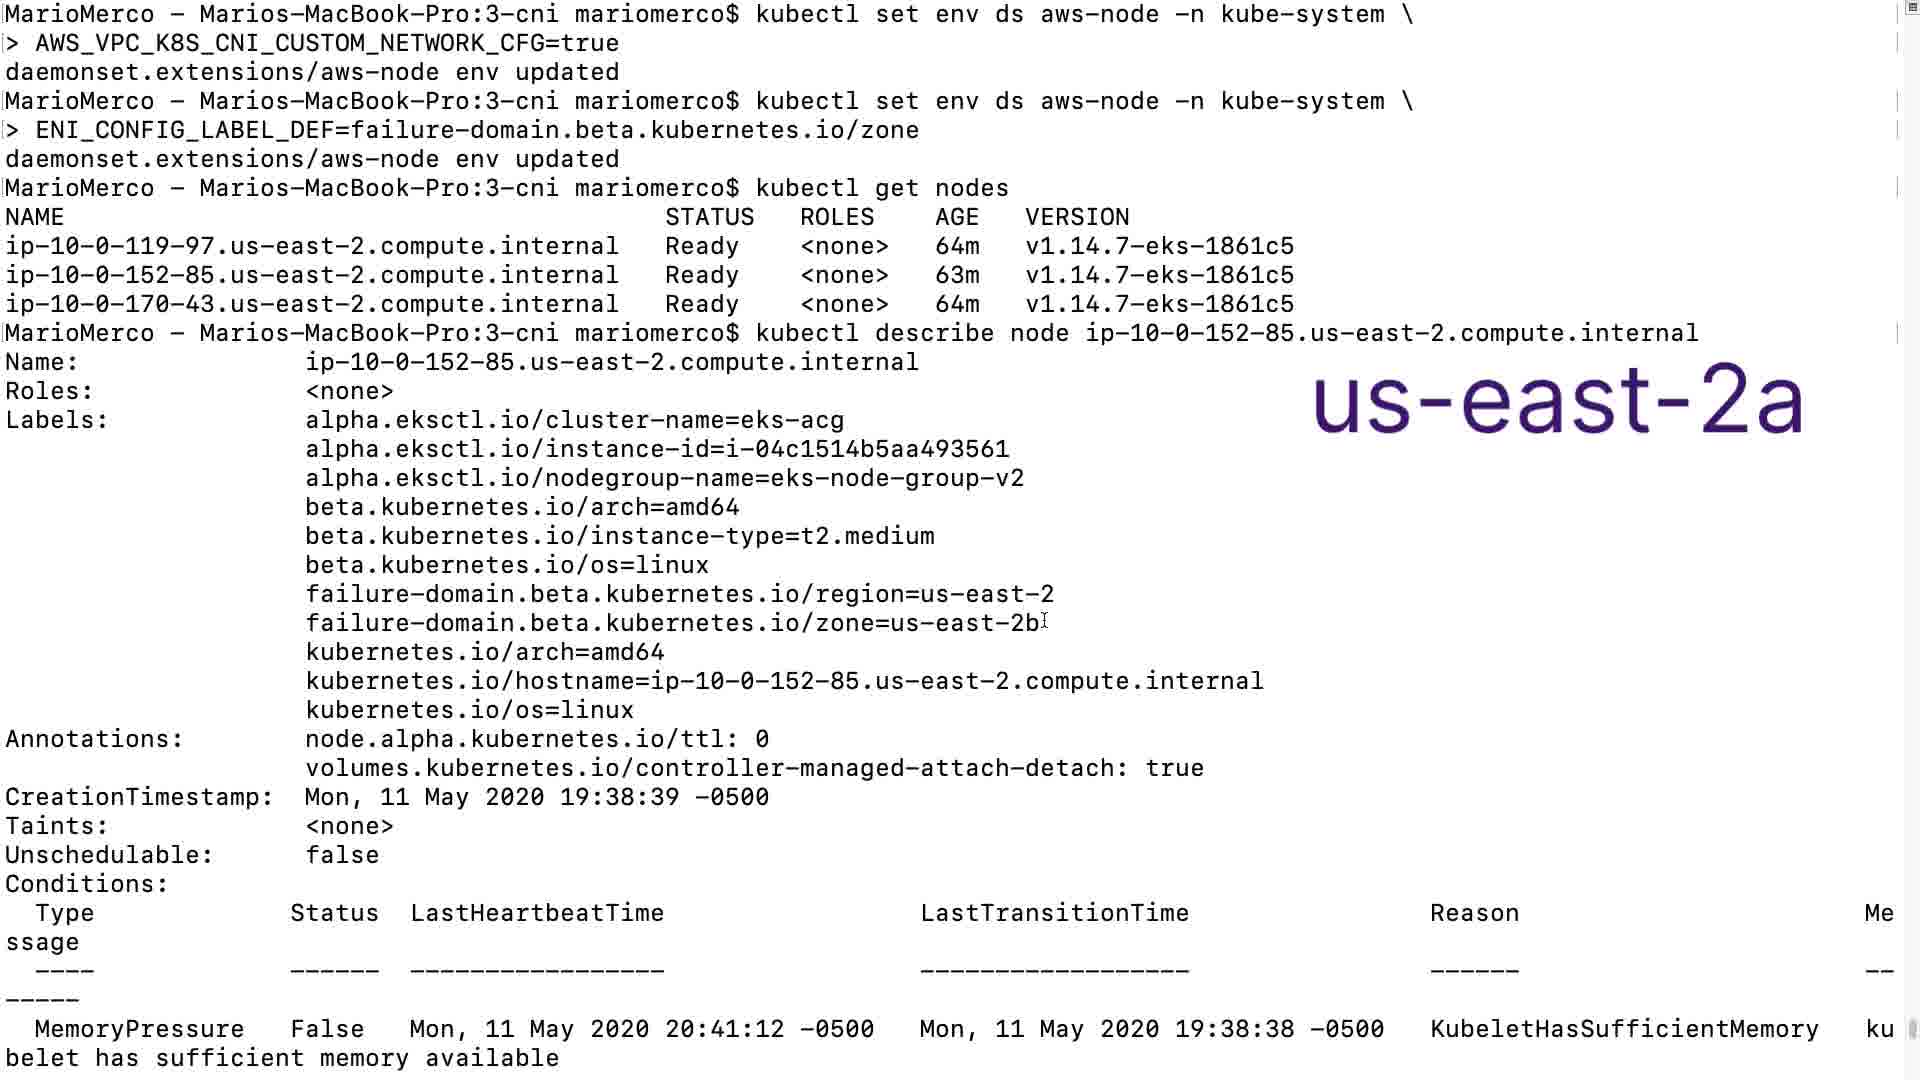 MarioMerco — Marios-MacBook-Pro:3-cni mariomerco$ kubectl set env ds aws-node -n kube-system \
> AWS_VPC_K8S_CNI_CUSTOM_NETWORK_CFG=true
daemonset.extensions/aws-node env updated
MarioMerco — Marios-MacBook-Pro:3-cni mariomerco$ kubectl set env ds aws-node -n kube-system \
> ENI_CONFIG_LABEL_DEF=failure-domain.beta.kubernetes.io/zone
daemonset.extensions/aws-node env updated
MarioMerco — Marios-MacBook-Pro:3-cni mariomerco$ kubectl get nodes
NAME STATUS ROLES AGE VERSION
ip-10-0-119-97.us-east-2.compute.internal Ready <none> 64m v1.14.7-eks-1861c5
ip-10-0-152-85.us-east-2.compute.internal Ready <none> 63m v1.14.7-eks-1861c5
ip-10-0-170-43.us-east-2.compute.internal Ready <none> 64m v1.14.7-eks-1861c5
MarioMerco — Marios-MacBook-Pro:3-cni mariomerco$ kubectl describe node ip-10-0-152-85.us-east-2.compute.internal
Name: ip-10-0-152-85.us-east-2.compute.internal
Roles: <none>
us-east-2a
Labels: alpha.eksctl.io/cluster-name=eks-acg
alpha.eksctl.io/instance-id=i-04c1514b5aa493561
alpha.eksctl.io/nodegroup-name=eks-node-group-v2
beta.kubernetes.io/arch=amd64
beta.kubernetes.io/instance-type=t2.medium
beta.kubernetes.io/os=linux
failure-domain.beta.kubernetes.io/region=us-east-2
failure-domain.beta.kubernetes.io/zone=us-east-2b
kubernetes.io/arch=amd64
kubernetes.io/hostname=ip-10-0-152-85.us-east-2.compute.internal
kubernetes.io/os=linux
Annotations: node.alpha.kubernetes.io/ttl: 0
volumes.kubernetes.io/controller-managed-attach-detach: true
CreationTimestamp: Mon, 11 May 2020 19:38:39 -0500
Taints: <none>
Unschedulable: false
Conditions:
Type Status LastHeartbeatTime LastTransitionTime Reason Me
ssage
---- ------ ----------------- ------------------ ------ --
-----
MemoryPressure False Mon, 11 May 2020 20:41:12 -0500 Mon, 11 May 2020 19:38:38 -0500 KubeletHasSufficientMemory ku
belet has sufficient memory available